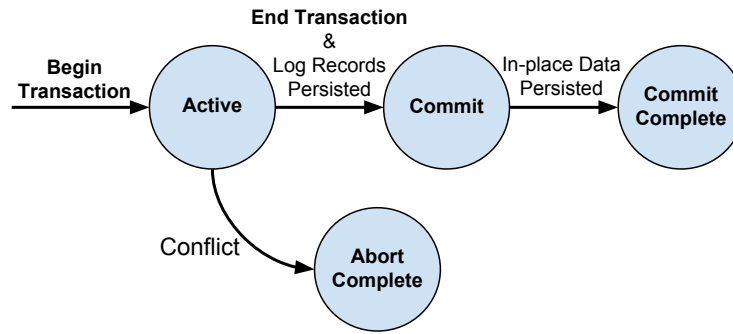 Begin
Transaction
Active
End Transaction
&
Log Records
Persisted
Commit
In-place Data
Persisted
Commit
Complete
Conflict
Abort
Complete